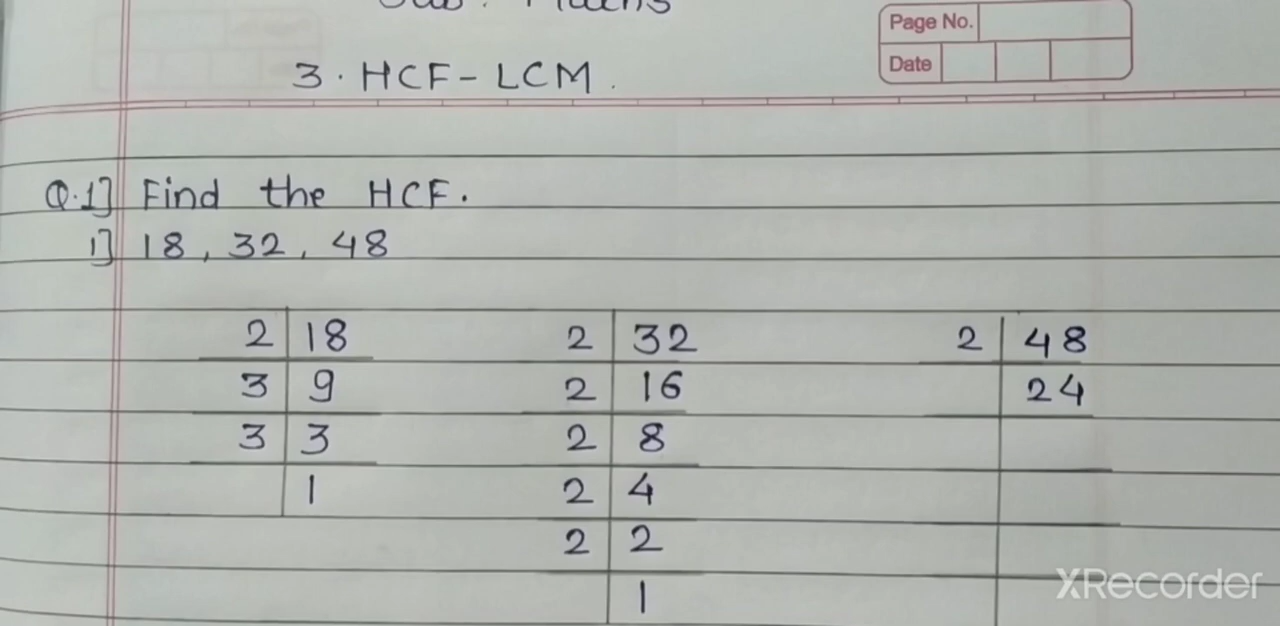 Page No.
Date
3. HCF - LCM.
Q.1] Find the HCF.
1] 18, 32, 48
2 | 18 2 | 32 2 | 48
3 | 9 2 | 16 24
3 | 3 2 | 8
1 2 | 4
2 | 2
1
XRecorder